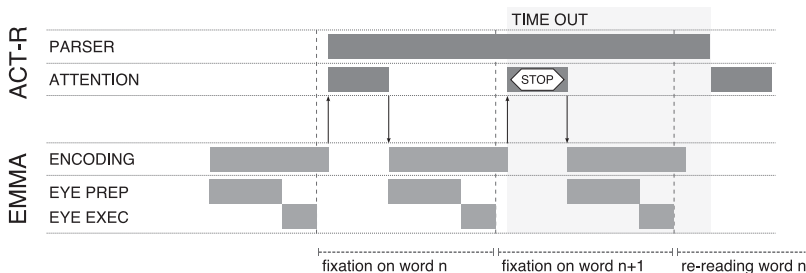 TIME OUT
ACT-R
PARSER
ATTENTION
STOP
EMMA
ENCODING
EYE PREP
EYE EXEC
fixation on word n
fixation on word n+1
re-reading word n